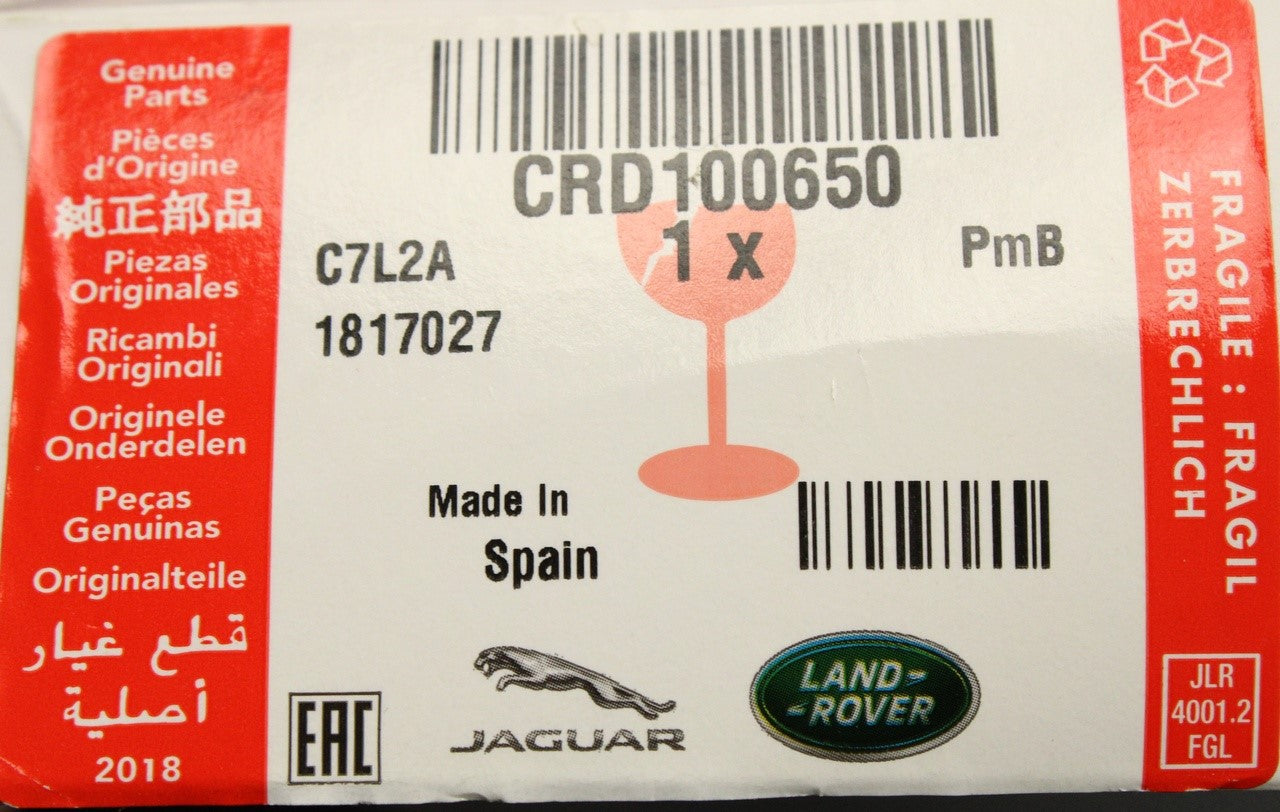 Genuine
Parts
Pièces
d'Origine
純正部品
Piezas
Originales
Ricambi
Originali
Originele
Onderdelen
Peças
Genuinas
Originalteile
قطع غيار
أصلية
2018
CRD100650
1 x
C7L2A
PmB
1817027
Made In
Spain
EAC
JAGUAR
LAND-
-ROVER
FRAGILE : FRAGIL
ZERBRECHLICH
JLR
4001.2
FGL